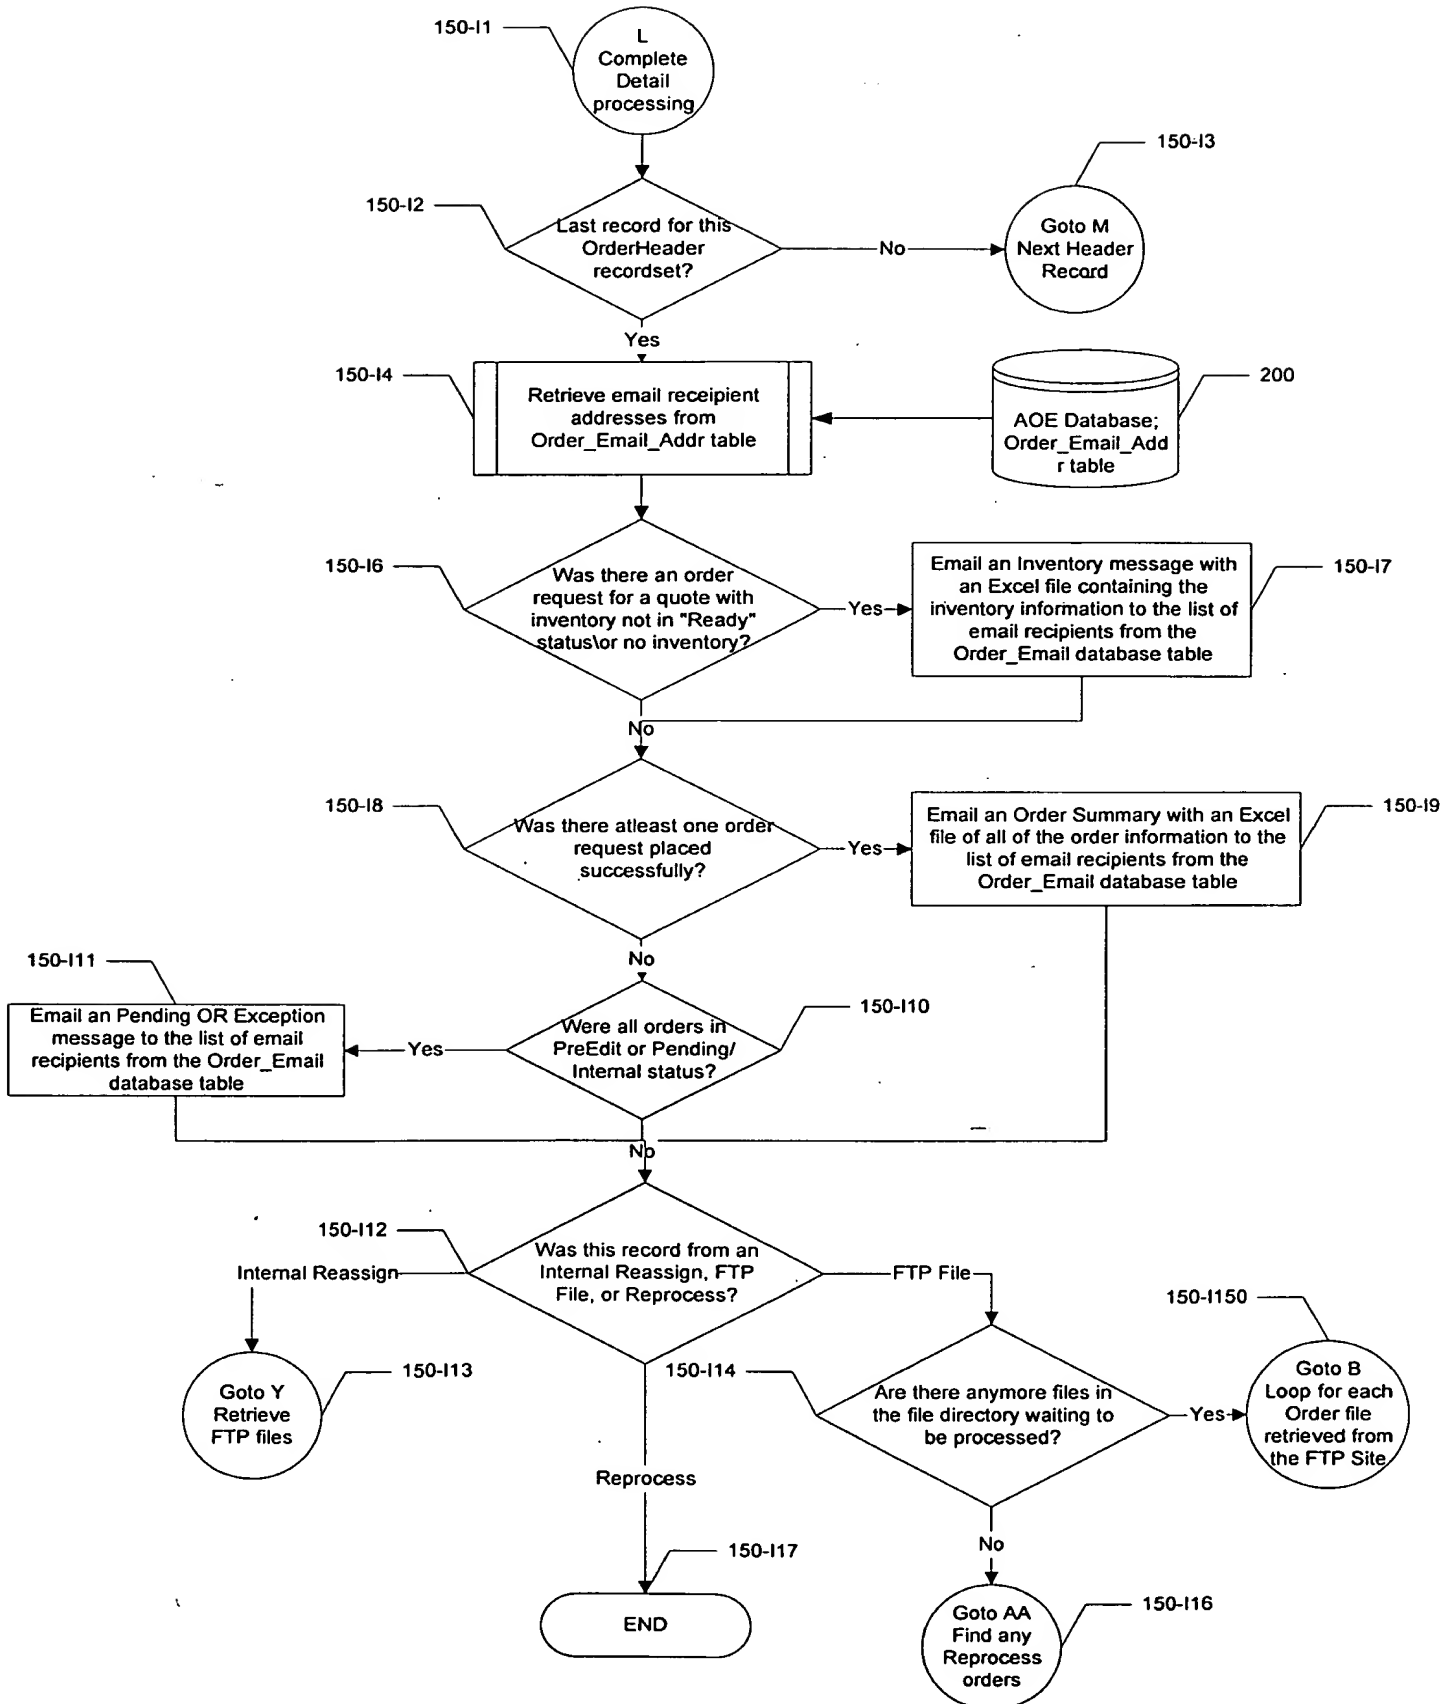 150-I1
L
Complete
Detail
processing
150-I3
150-I2
Last record for this
OrderHeader
recordset?
No
Goto M
Next Header
Record
Yes
150-I4
Retrieve email receipient
addresses from
Order_Email_Addr table
200
AOE Database;
Order_Email_Add
r table
150-I6
Was there an order
request for a quote with
inventory not in "Ready"
status\or no inventory?
Yes
Email an Inventory message with
an Excel file containing the
inventory information to the list of
email recipients from the
Order_Email database table
150-I7
No
150-I8
Was there atleast one order
request placed
successfully?
Yes
Email an Order Summary with an Excel
file of all of the order information to the
list of email recipients from the
Order_Email database table
150-I9
No
150-I11
Email an Pending OR Exception
message to the list of email
recipients from the Order_Email
database table
Yes
Were all orders in
PreEdit or Pending/
Internal status?
150-I10
No
150-I12
Was this record from an
Internal Reassign, FTP
File, or Reprocess?
Internal Reassign
FTP File
150-I150
Goto Y
Retrieve
FTP files
150-I13
150-I14
Are there anymore files in
the file directory waiting to
be processed?
Yes
Goto B
Loop for each
Order file
retrieved from
the FTP Site
Reprocess
No
150-I17
END
Goto AA
Find any
Reprocess
orders
150-I16